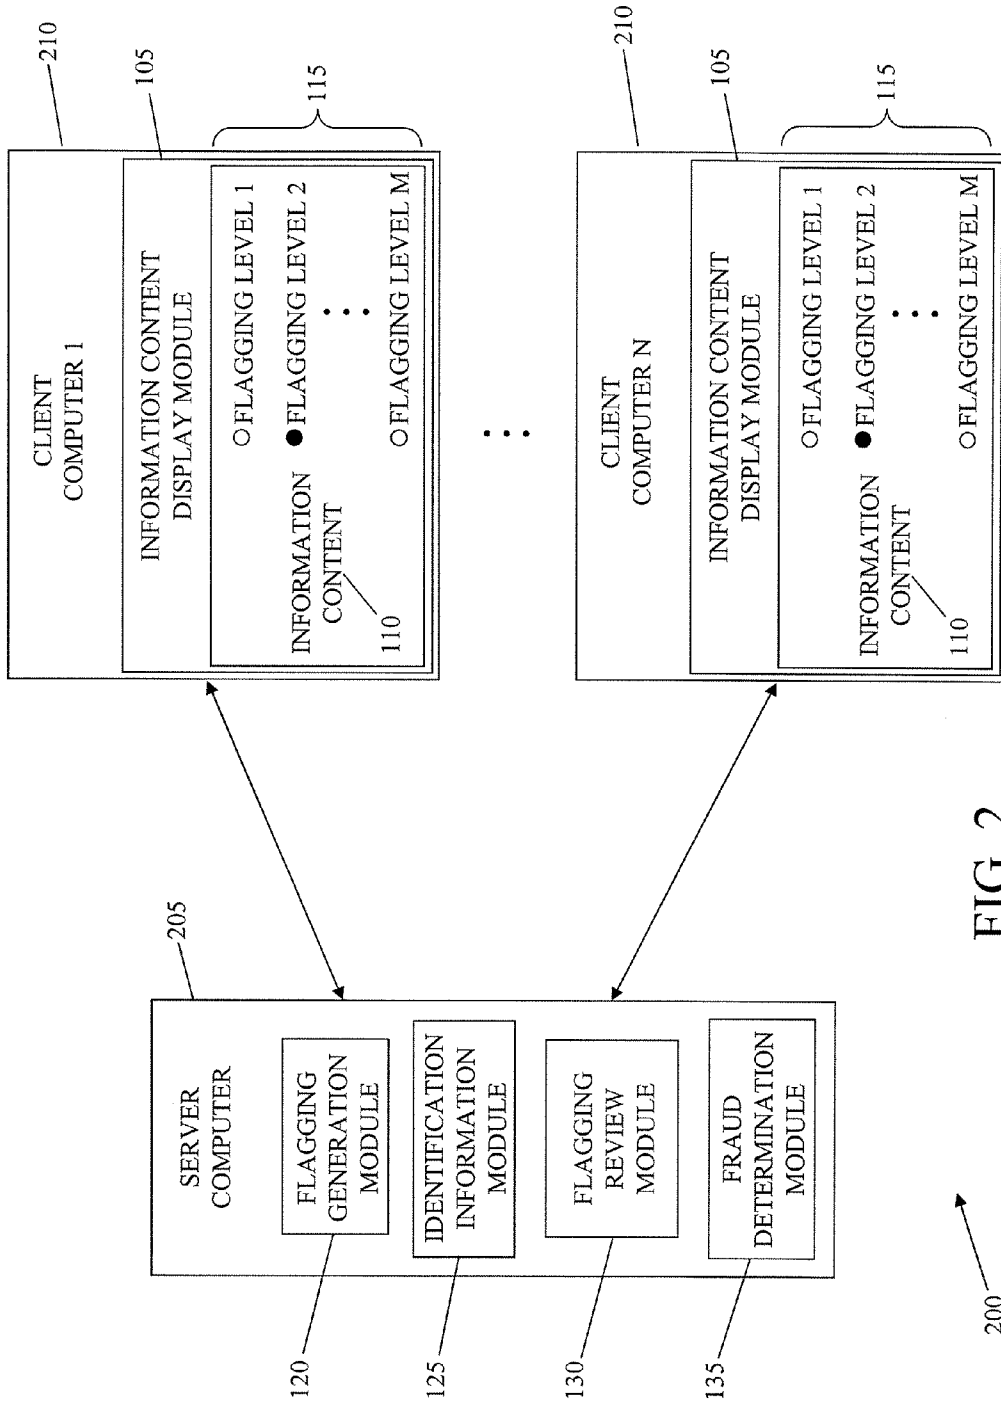 SERVER
COMPUTER
205
FLAGGING
GENERATION
MODULE
120
IDENTIFICATION
INFORMATION
MODULE
125
FLAGGING
REVIEW
MODULE
130
FRAUD
DETERMINATION
MODULE
135
CLIENT
COMPUTER 1
210
INFORMATION CONTENT
DISPLAY MODULE
105
INFORMATION
CONTENT
110
FLAGGING LEVEL 1
FLAGGING LEVEL 2
FLAGGING LEVEL M
115
CLIENT
COMPUTER N
210
INFORMATION CONTENT
DISPLAY MODULE
105
INFORMATION
CONTENT
110
FLAGGING LEVEL 1
FLAGGING LEVEL 2
FLAGGING LEVEL M
115
200
FIG. 2